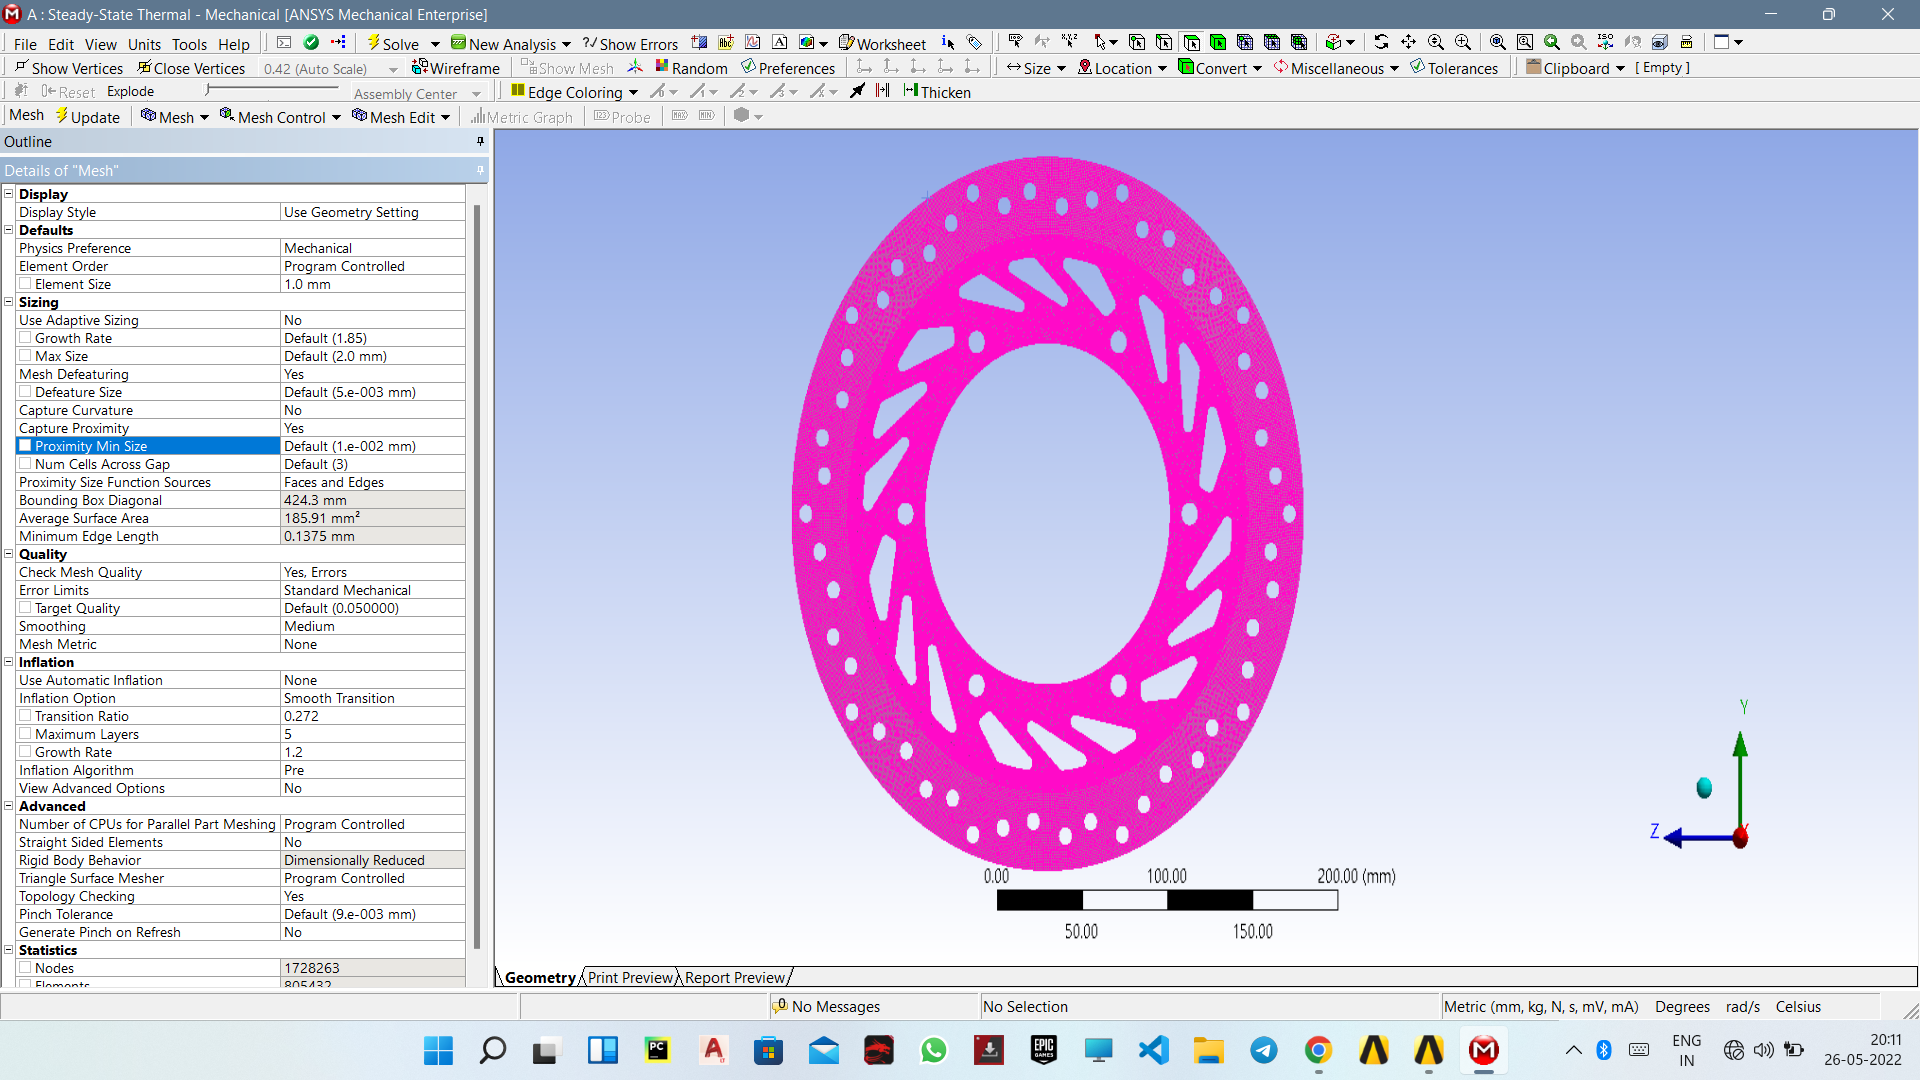 A : Steady-State Thermal - Mechanical [ANSYS Mechanical Enterprise]
File Edit View Units Tools Help Solve New Analysis ?/ Show Errors Worksheet
Show Vertices Close Vertices 0.42 (Auto Scale) Wireframe Show Mesh Random Preferences Size Location Convert Miscellaneous Tolerances Clipboard [ Empty ]
Reset Explode Assembly Center Edge Coloring Thicken
Mesh Update Mesh Mesh Control Mesh Edit Metric Graph Probe
Outline
Details of "Mesh"
Display
Display Style Use Geometry Setting
Defaults
Physics Preference Mechanical
Element Order Program Controlled
Element Size 1.0 mm
Sizing
Use Adaptive Sizing No
Growth Rate Default (1.85)
Max Size Default (2.0 mm)
Mesh Defeaturing Yes
Defeature Size Default (5.e-003 mm)
Capture Curvature No
Capture Proximity Yes
Proximity Min Size Default (1.e-002 mm)
Num Cells Across Gap Default (3)
Proximity Size Function Sources Faces and Edges
Bounding Box Diagonal 424.3 mm
Average Surface Area 185.91 mm²
Minimum Edge Length 0.1375 mm
Quality
Check Mesh Quality Yes, Errors
Error Limits Standard Mechanical
Target Quality Default (0.050000)
Smoothing Medium
Mesh Metric None
Inflation
Use Automatic Inflation None
Inflation Option Smooth Transition
Transition Ratio 0.272
Maximum Layers 5
Growth Rate 1.2
Inflation Algorithm Pre
View Advanced Options No
Advanced
Number of CPUs for Parallel Part Meshing Program Controlled
Straight Sided Elements No
Rigid Body Behavior Dimensionally Reduced
Triangle Surface Mesher Program Controlled
Topology Checking Yes
Pinch Tolerance Default (9.e-003 mm)
Generate Pinch on Refresh No
Statistics
Nodes 1728263
Elements 805432
Y
Z
0.00 100.00 200.00 (mm)
50.00 150.00
Geometry Print Preview Report Preview
No Messages No Selection Metric (mm, kg, N, s, mV, mA) Degrees rad/s Celsius
PC
EPIC GAMES
ENG
IN
20:11
26-05-2022